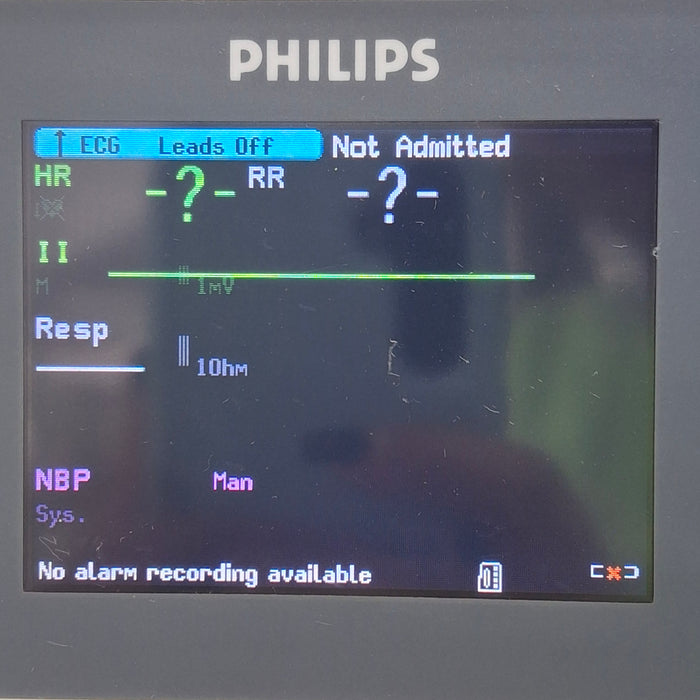 PHILIPS
ECG Leads Off Not Admitted
HR -?- RR -?-
II
M 1mV
Resp
1Ohm
NBP Man
Sys.
No alarm recording available